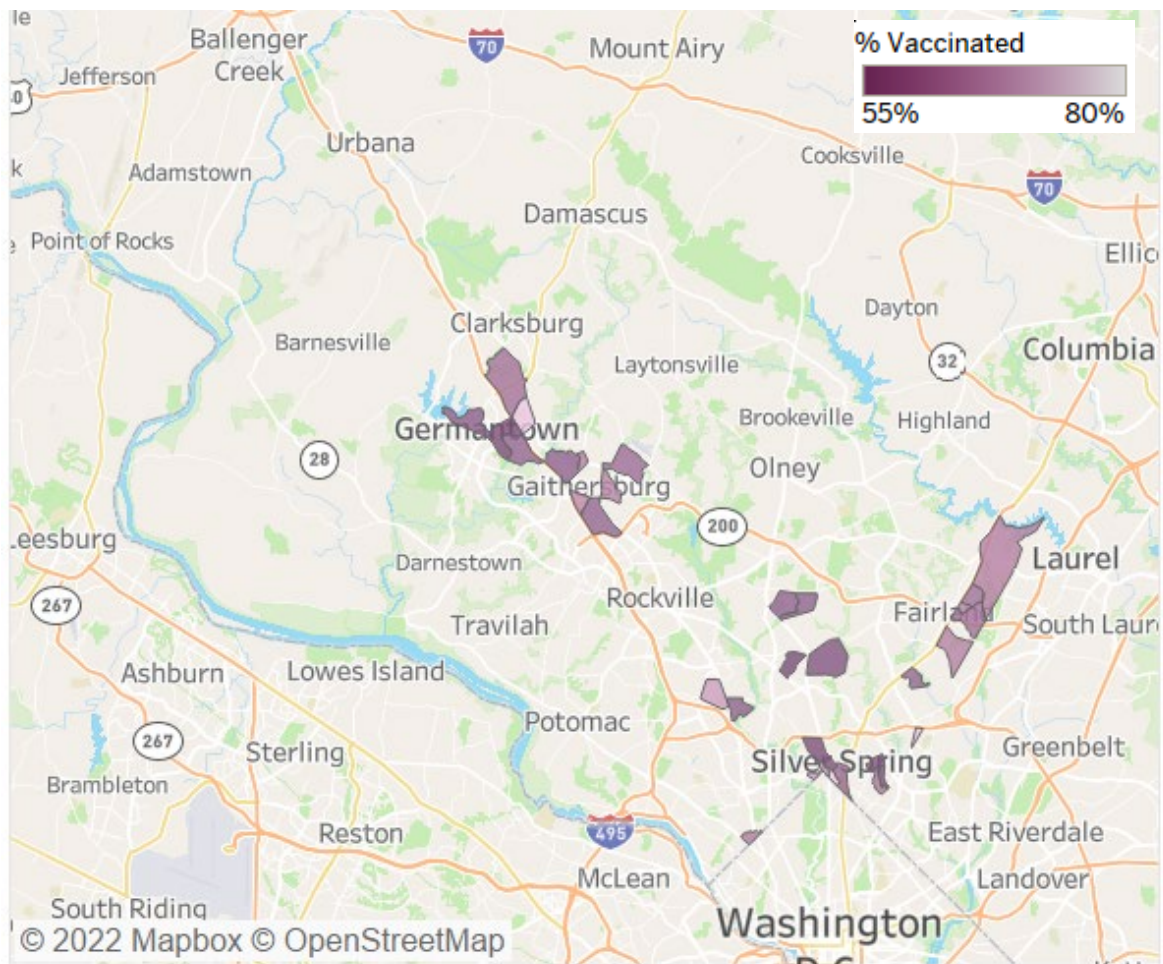 le
Ballenger
Creek
70
Mount Airy
% Vaccinated
55%
80%
Jefferson
Urbana
Cooksville
k
Adamstown
70
Damascus
Point of Rocks
Ellic
Dayton
Clarksburg
Barnesville
Laytonsville
32
Columbia
Germantown
Brookeville
Highland
28
Olney
Gaithersburg
200
Leesburg
Darnestown
Laurel
267
Rockville
Fairland
Travilah
South Laure
Ashburn
Lowes Island
Potomac
267
Sterling
Silver Spring
Greenbelt
Brambleton
Reston
495
East Riverdale
McLean
Landover
South Riding
Washington
© 2022 Mapbox © OpenStreetMap